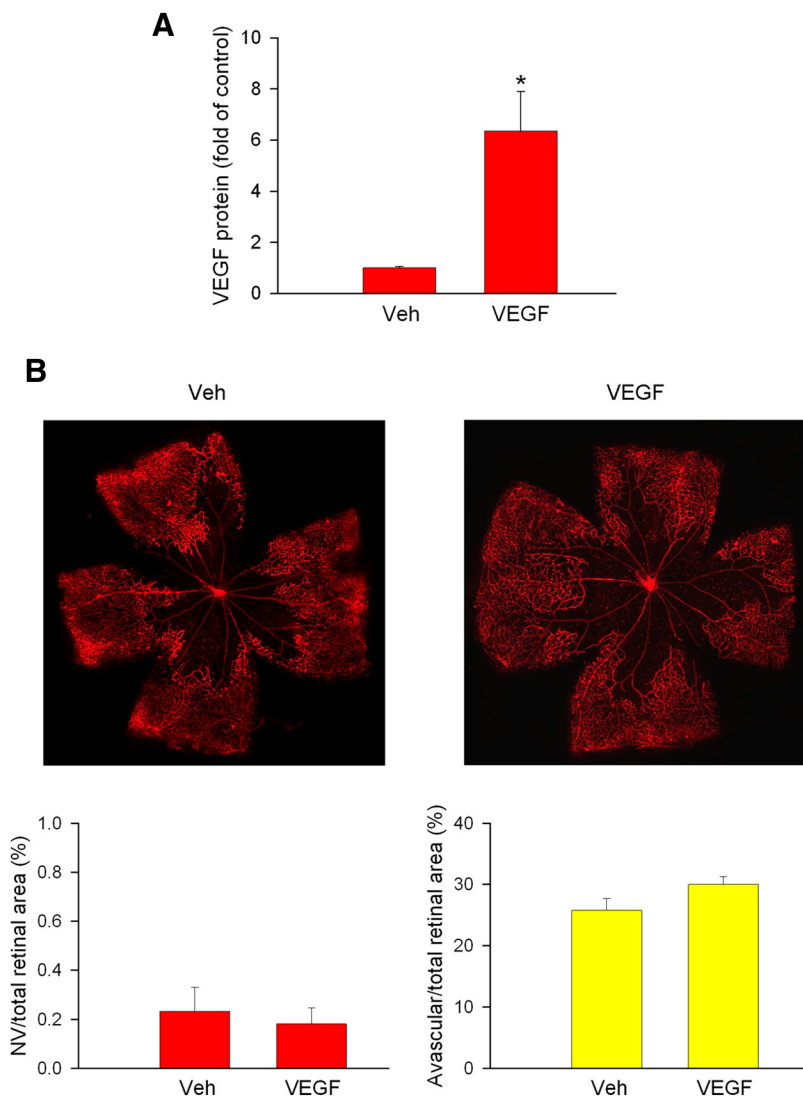 A
VEGF protein (fold of control)
10
8
6
4
2
0
*
Veh
VEGF
B
Veh
VEGF
NV/total retinal area (%)
1.0
0.8
0.6
0.4
0.2
0.0
Veh
VEGF
Avascular/total retinal area (%)
40
30
20
10
0
Veh
VEGF